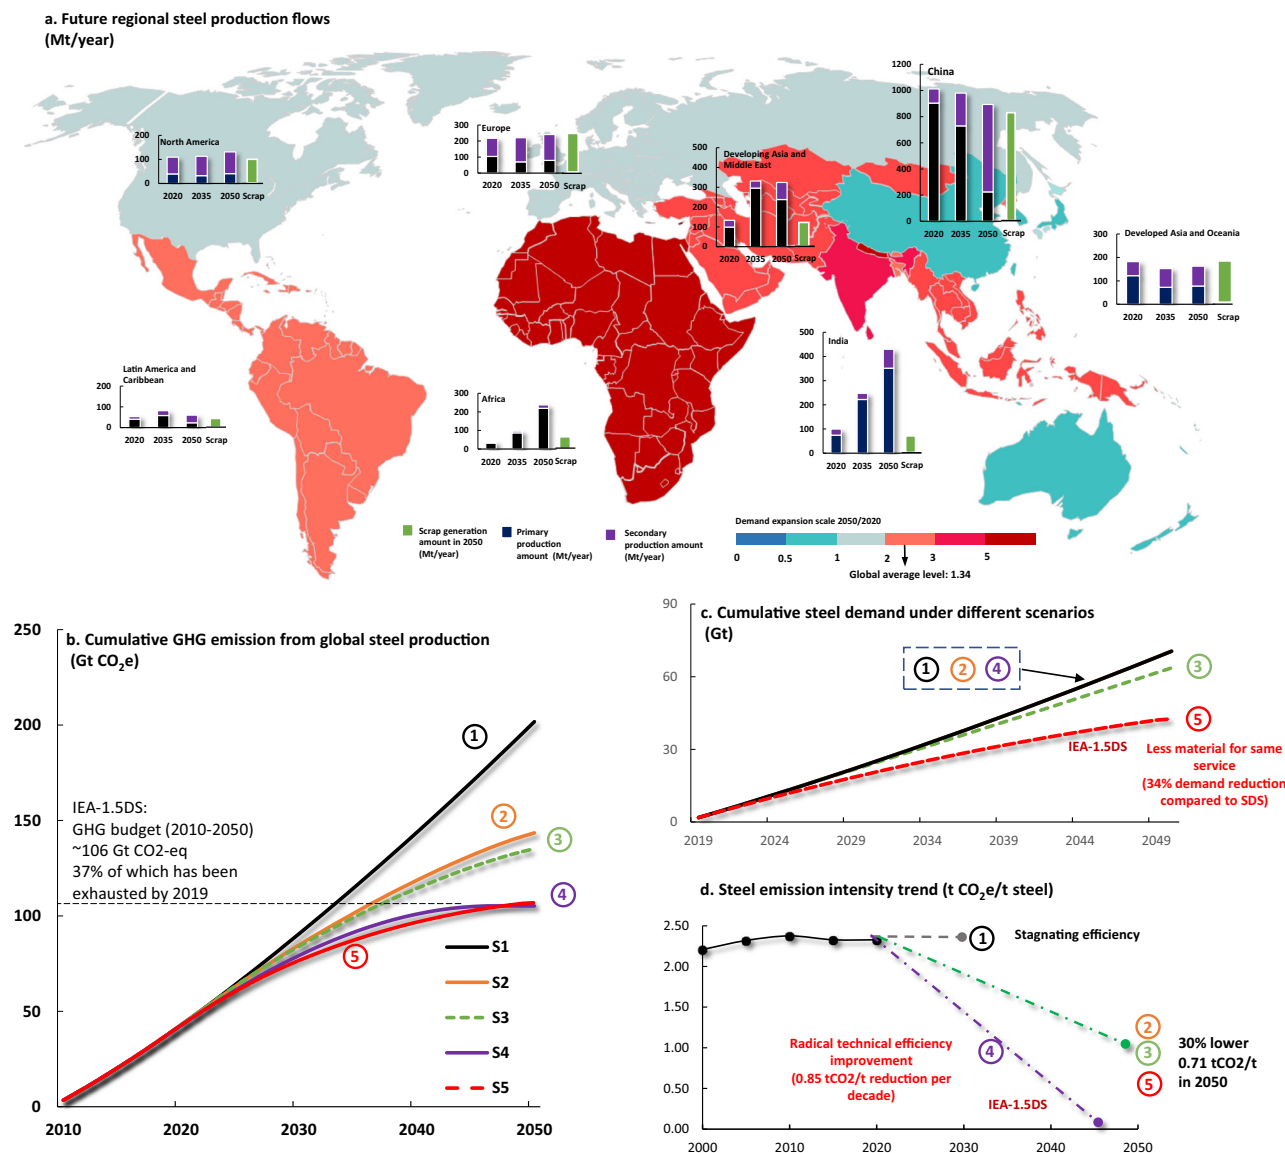 a. Future regional steel production flows
(Mt/year)
North America
200
100
0
2020 2035 2050 Scrap
Europe
300
200
100
0
2020 2035 2050 Scrap
Developing Asia and
Middle East
500
400
300
200
100
0
2020 2035 2050 Scrap
China
1200
1000
800
600
400
200
0
2020 2035 2050 Scrap
Developed Asia and Oceania
300
200
100
0
2020 2035 2050 Scrap
Latin America and
Caribbean
200
100
0
2020 2035 2050 Scrap
Africa
300
200
100
0
2020 2035 2050 Scrap
India
500
400
300
200
100
0
2020 2035 2050 Scrap
Scrap generation
amount in 2050
(Mt/year)
Primary
production
amount (Mt/year)
Secondary
production amount
(Mt/year)
Demand expansion scale 2050/2020
0 0.5 1 2 3 5
Global average level: 1.34
b. Cumulative GHG emission from global steel production
(Gt CO2e)
250
200
150
100
50
0
2010 2020 2030 2040 2050
IEA-1.5DS:
GHG budget (2010-2050)
~106 Gt CO2-eq
37% of which has been
exhausted by 2019
1
2
3
4
5
S1
S2
S3
S4
S5
c. Cumulative steel demand under different scenarios
(Gt)
90
60
30
0
2019 2024 2029 2034 2039 2044 2049
1 2 4
3
5
IEA-1.5DS
Less material for same
service
(34% demand reduction
compared to SDS)
d. Steel emission intensity trend (t CO2e/t steel)
2.50
2.00
1.50
1.00
0.50
0.00
2000 2010 2020 2030 2040 2050
1
Stagnating efficiency
Radical technical efficiency
improvement
(0.85 tCO2/t reduction per
decade)
4
IEA-1.5DS
2
3
5
30% lower
0.71 tCO2/t
in 2050